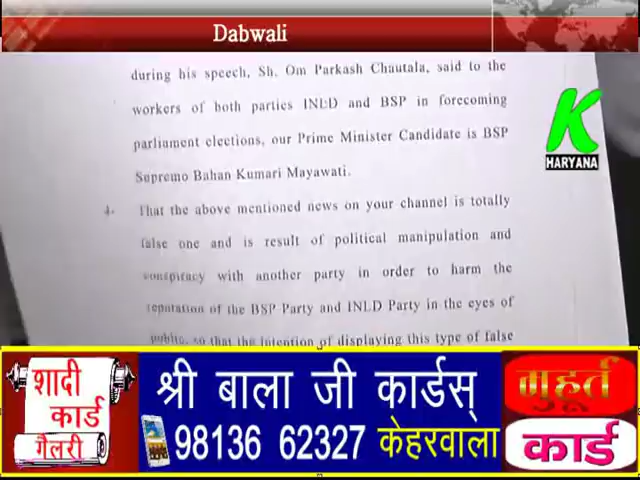 Dabwali
during his speech, Sh. Om Parkash Chautala, said to the
workers of both parties INLD and BSP in forecoming
parliament elections, our Prime Minister Candidate is BSP
Supremo Bahan Kumari Mayawati.
4- That the above mentioned news on your channel is totally
false one and is result of political manipulation and
conspiracy with another party in order to harm the
reputation of the BSP Party and INLD Party in the eyes of
public, so that the intention of displaying this type of false
K
HARYANA
शादी
कार्ड
गैलरी
श्री बाला जी कार्डस्
98136 62327 केहरवाला
मुहूर्त
कार्ड